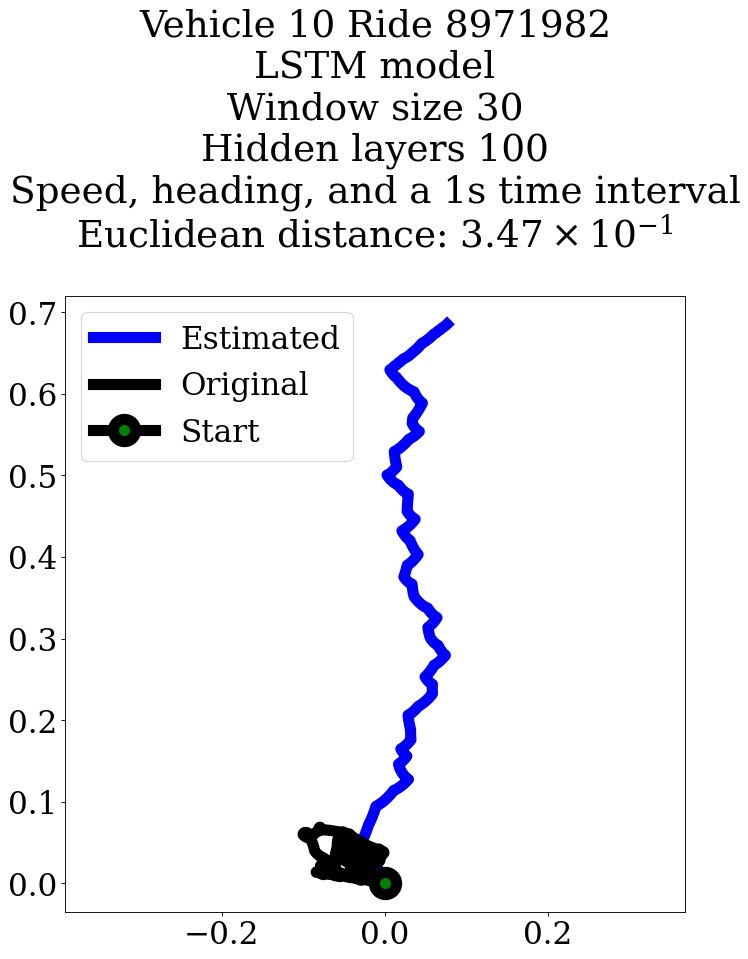 Vehicle 10 Ride 8971982
LSTM model
Window size 30
Hidden layers 100
Speed, heading, and a 1s time interval
Euclidean distance: 3.47 × 10⁻¹
Estimated
Original
Start
0.7
0.6
0.5
0.4
0.3
0.2
0.1
0.0
−0.2 0.0 0.2